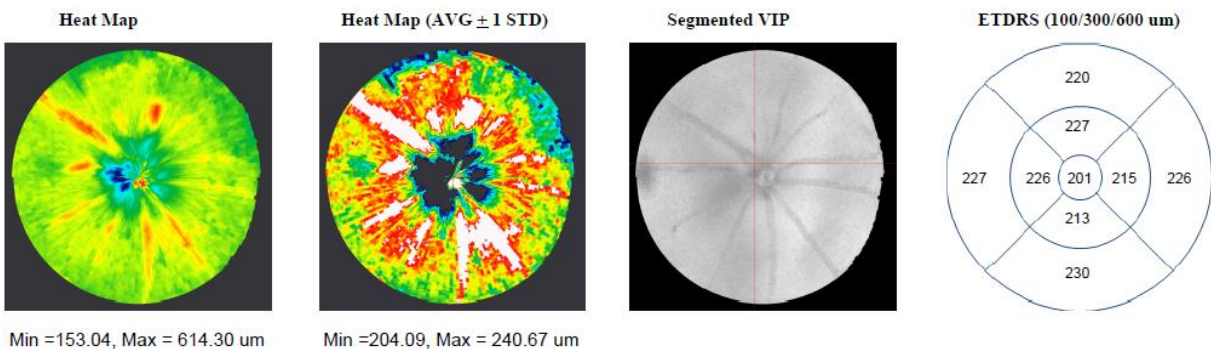 Heat Map
Heat Map (AVG ± 1 STD)
Segmented VIP
ETDRS (100/300/600 um)
220
227
227 226 201 215 226
213
230
Min =153.04, Max = 614.30 um
Min =204.09, Max = 240.67 um